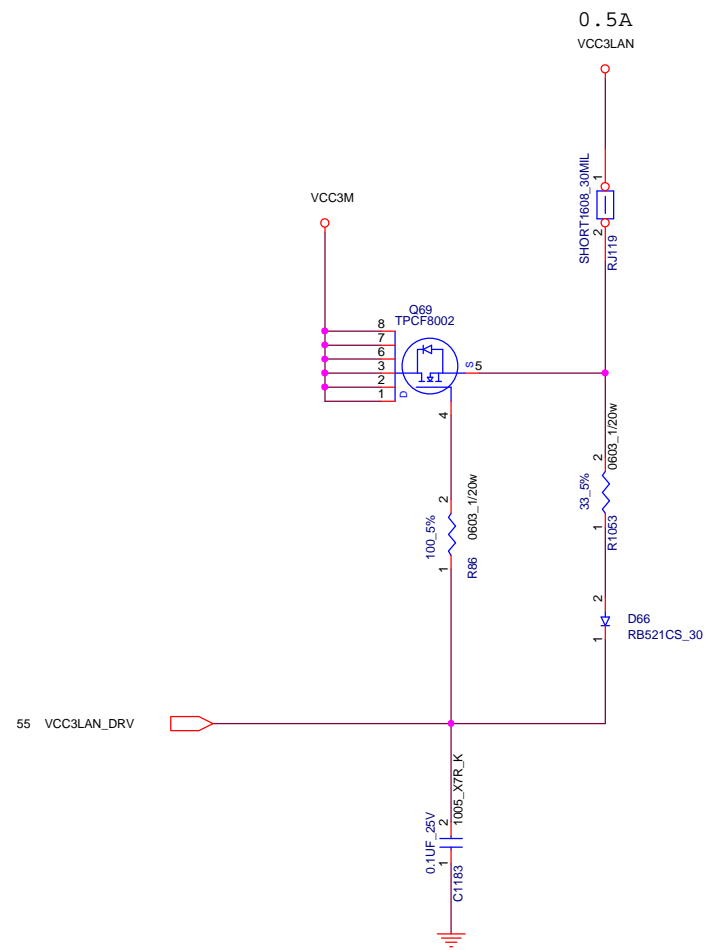 0.5A
VCC3LAN
1
SHORT1608_30MIL
2
RJ119
VCC3M
Q69
TPCF8002
8
7
6
3
2
1
D
S
5
4
2
0603_1/20w
33_5%
1
R1053
2
0603_1/20w
100_5%
1
R86
2
D66
1
RB521CS_30
55 VCC3LAN_DRV
1005_X7R_K
2
0.1UF_25V
1
C1183